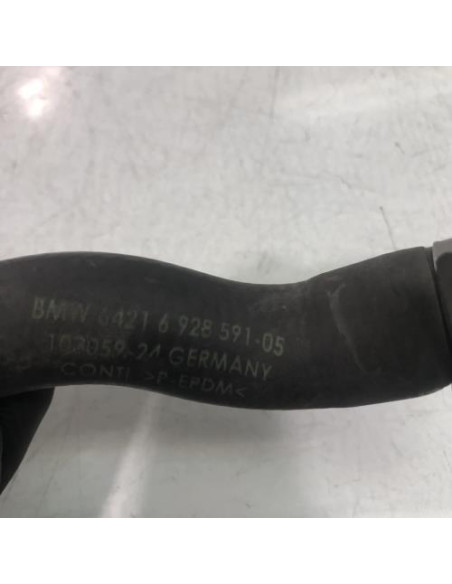 BMW 6421 6 928 591-05
102059-24 GERMANY
CONTI >P-EPDM<